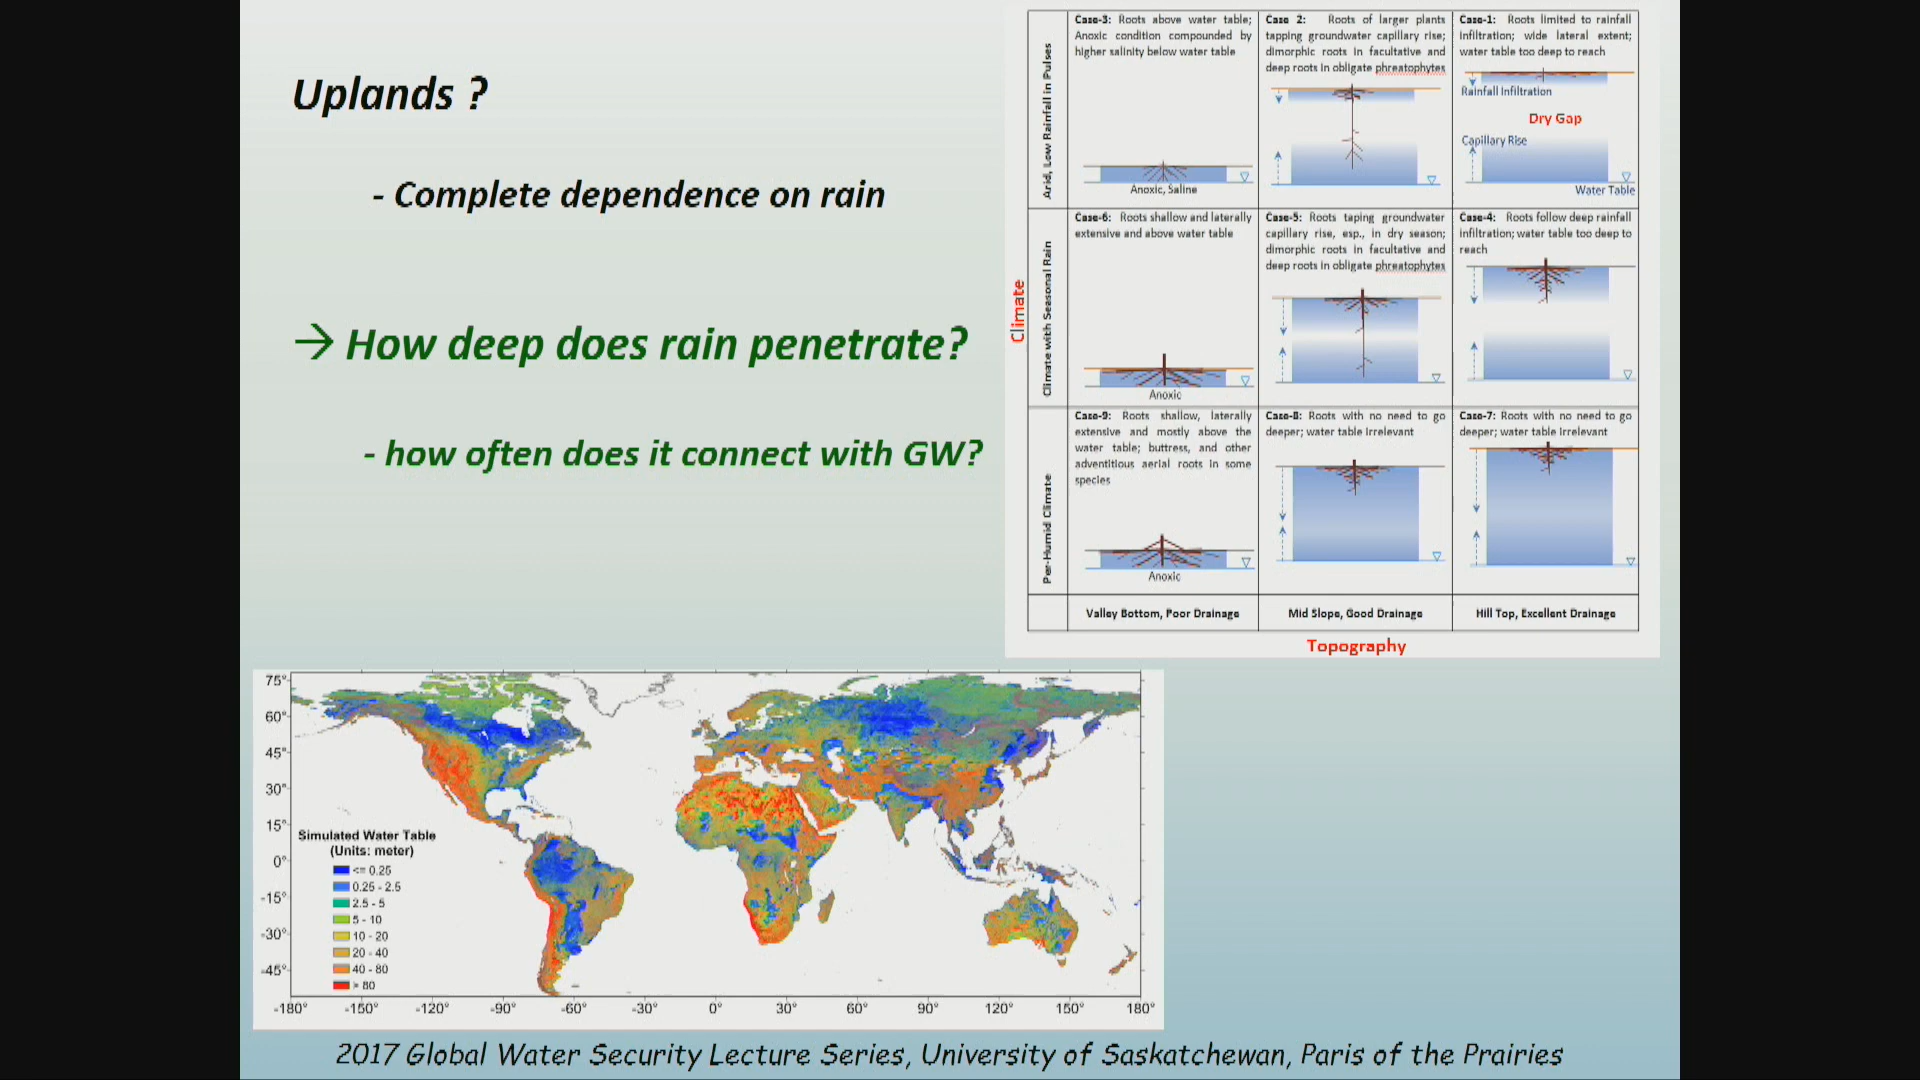 Uplands ?
- Complete dependence on rain
→ How deep does rain penetrate?
- how often does it connect with GW?
Climate
Arid, Low Rainfall in Pulses
Case-3: Roots above water table;
Anoxic condition compounded by
higher salinity below water table
Anoxic, Saline
Case 2: Roots of larger plants
tapping groundwater capillary rise;
dimorphic roots in facultative and
deep roots in obligate phreatophytes
Case-1: Roots limited to rainfall
infiltration; wide lateral extent;
water table too deep to reach
Rainfall Infiltration
Dry Gap
Capillary Rise
Water Table
Climate with Seasonal Rain
Case-6: Roots shallow and laterally
extensive and above water table
Anoxic
Case-5: Roots taping groundwater
capillary rise, esp., in dry season;
dimorphic roots in facultative and
deep roots in obligate phreatophytes
Case-4: Roots follow deep rainfall
infiltration; water table too deep to
reach
Per-Humid Climate
Case-9: Roots shallow, laterally
extensive and mostly above the
water table; buttress, and other
adventitious aerial roots in some
species
Anoxic
Case-8: Roots with no need to go
deeper; water table irrelevant
Case-7: Roots with no need to go
deeper; water table irrelevant
Valley Bottom, Poor Drainage
Mid Slope, Good Drainage
Hill Top, Excellent Drainage
Topography
75°
60°
45°
30°
15°
0°
-15°
-30°
-45°
Simulated Water Table
(Units: meter)
<= 0.25
0.25 - 2.5
2.5 - 5
5 - 10
10 - 20
20 - 40
40 - 80
> 80
-180° -150° -120° -90° -60° -30° 0° 30° 60° 90° 120° 150° 180°
2017 Global Water Security Lecture Series, University of Saskatchewan, Paris of the Prairies